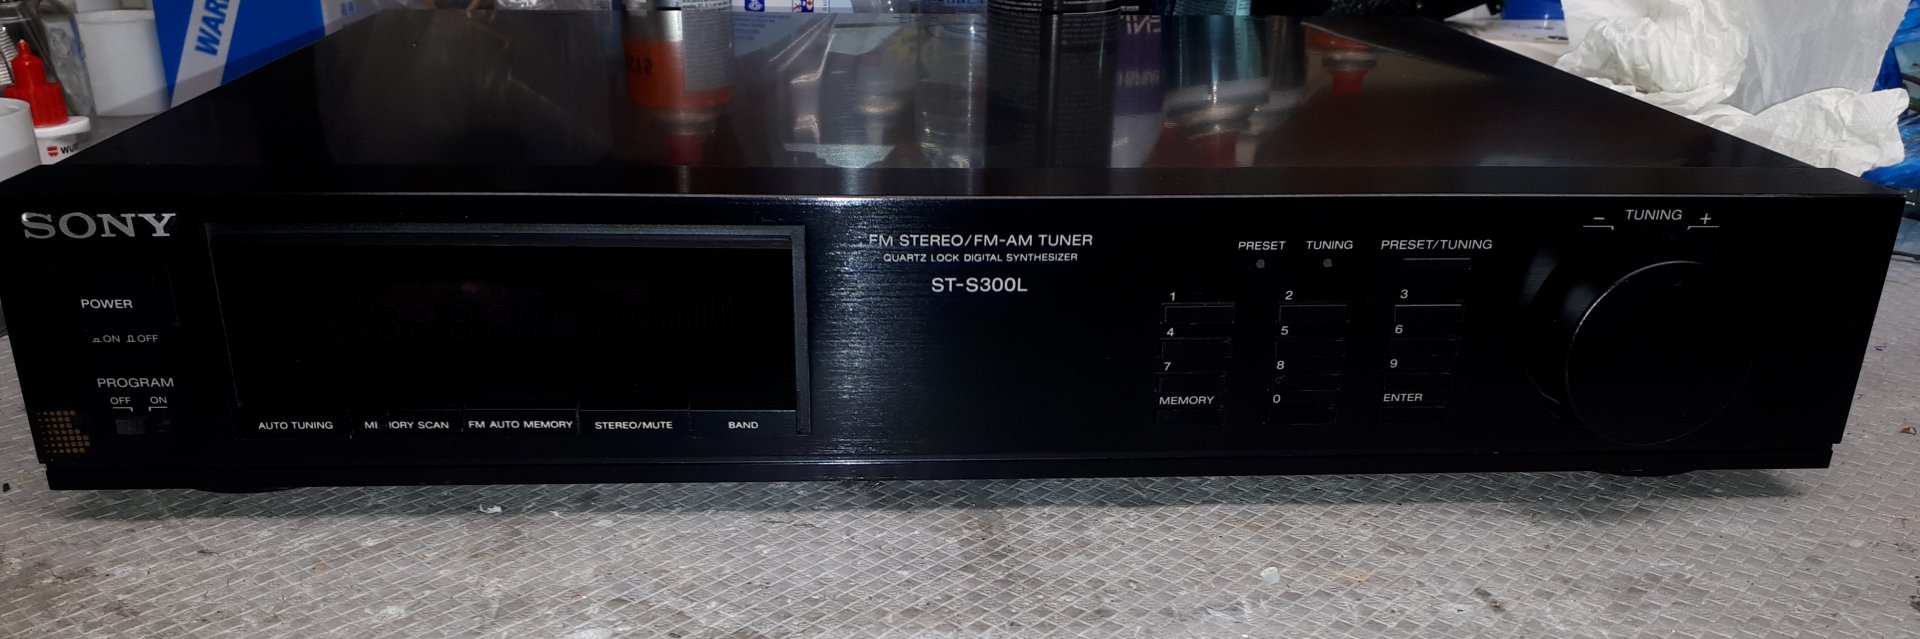 SONY
POWER
ON OFF
PROGRAM
OFF ON
AUTO TUNING
SCAN
FM AUTO MEMORY
STEREO/MUTE
BAND
FM STEREO/FM-AM TUNER
QUARTZ LOCK DIGITAL SYNTHESIZER
ST-S300L
PRESET TUNING PRESET/TUNING
1 2 3
4 5 6
7 8 9
MEMORY 0 ENTER
− TUNING +